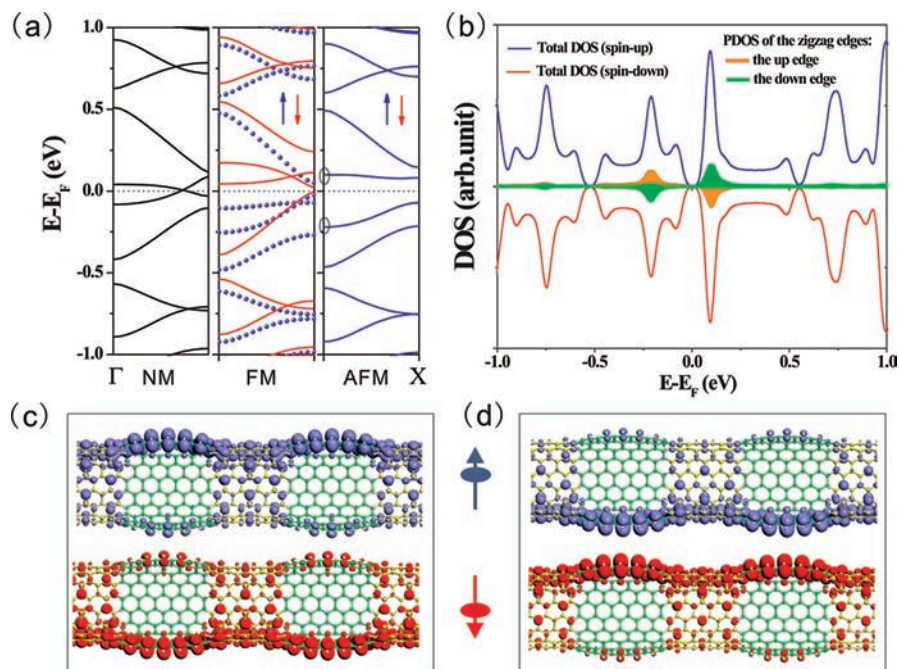 (a)
1.0
0.5
0.0
-0.5
-1.0
E-E_F (eV)
Γ NM FM AFM X
(b)
Total DOS (spin-up)
Total DOS (spin-down)
PDOS of the zigzag edges:
the up edge
the down edge
DOS (arb.unit)
-1.0 -0.5 0.0 0.5 1.0
E-E_F (eV)
(c)
(d)